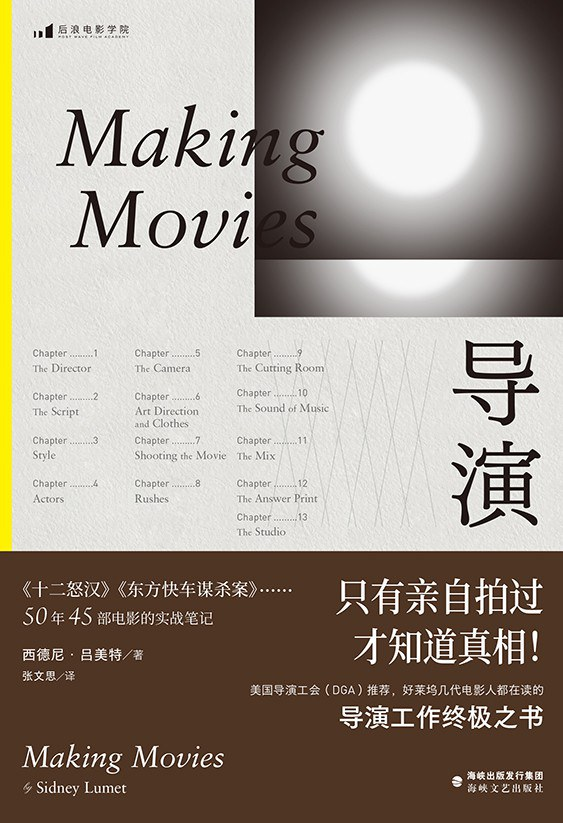 后浪电影学院
POST WAVE FILM ACADEMY
Making
Movies
导演
Chapter .........1
The Director
Chapter .........2
The Script
Chapter .........3
Style
Chapter .........4
Actors
Chapter .........5
The Camera
Chapter .........6
Art Direction
and Clothes
Chapter .........7
Shooting the Movie
Chapter .........8
Rushes
Chapter .........9
The Cutting Room
Chapter .........10
The Sound of Music
Chapter .........11
The Mix
Chapter .........12
The Answer Print
Chapter .........13
The Studio
《十二怒汉》《东方快车谋杀案》……
50年45部电影的实战笔记
西德尼·吕美特／著
张文思／译
只有亲自拍过
才知道真相！
美国导演工会（DGA）推荐，好莱坞几代电影人都在读的
导演工作终极之书
Making Movies
by Sidney Lumet
海峡出版发行集团
海峡文艺出版社